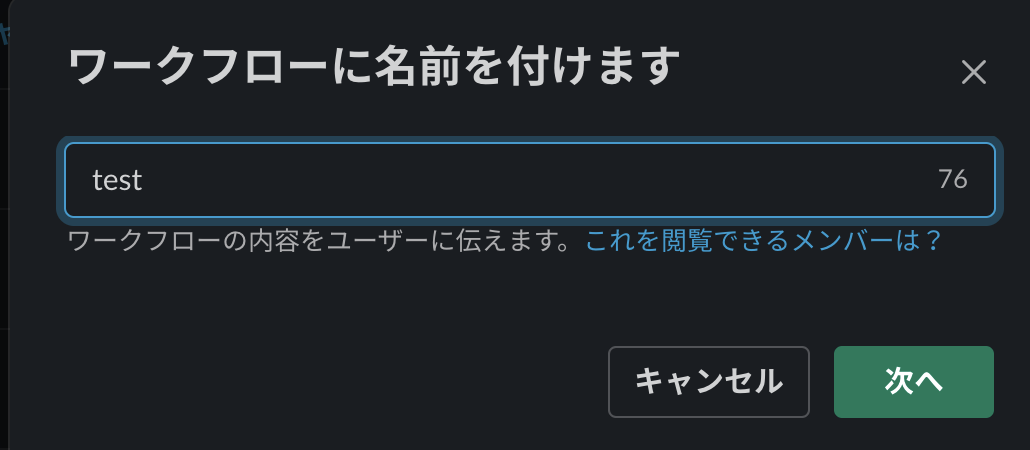 ワークフローに名前を付けます
test 76
ワークフローの内容をユーザーに伝えます。これを閲覧できるメンバーは？
キャンセル 次へ